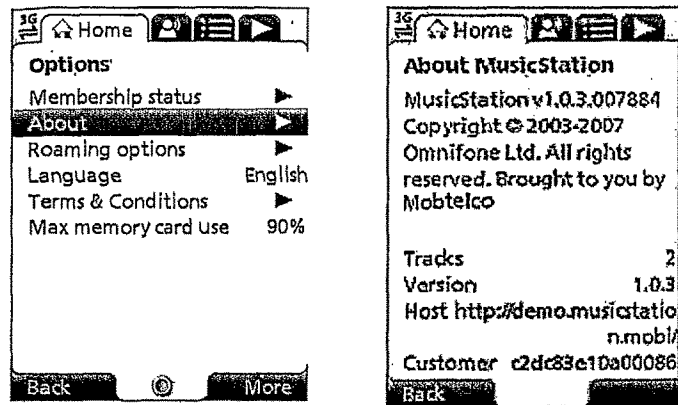 3G
Home
Options
Membership status
About
Roaming options
Language English
Terms & Conditions
Max memory card use 90%
Back More
3G
Home
About MusicStation
MusicStation v1.0.3.007884
Copyright © 2003-2007
Omnifone Ltd. All rights
reserved. Brought to you by
Mobtelco
Tracks 2
Version 1.0.3
Host http://demo.musicstatio
n.mobi/
Customer c2dc83e10a00086
Back